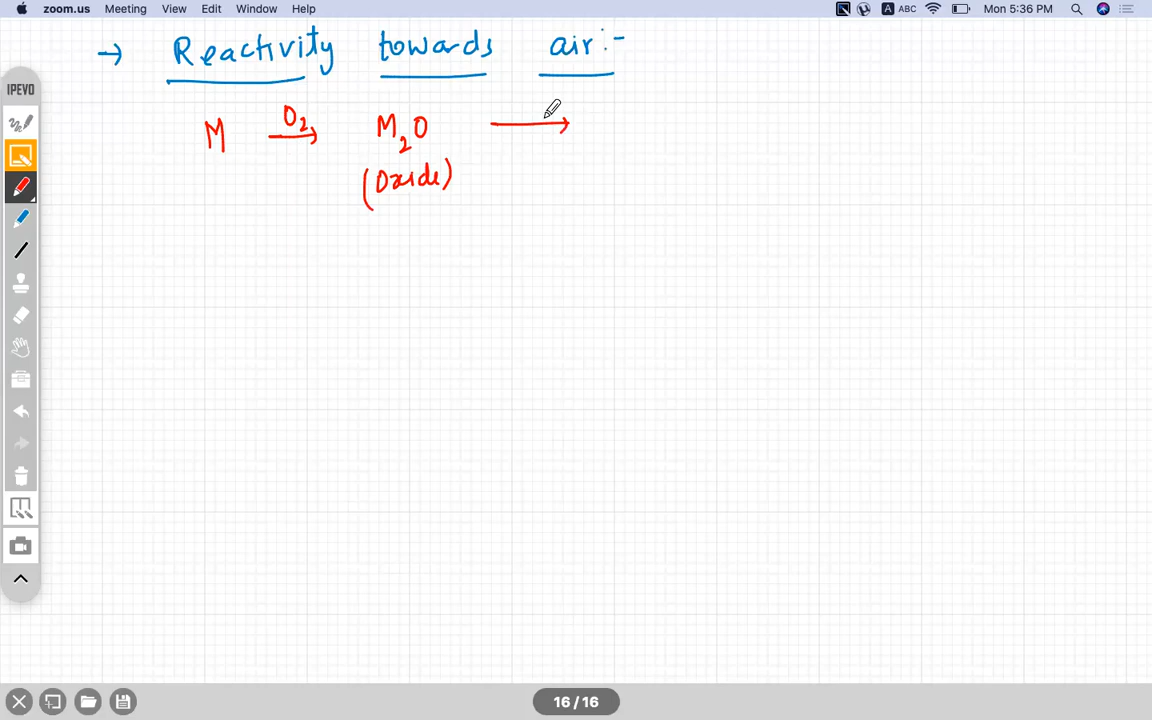 zoom.us Meeting View Edit Window Help A ABC Mon 5:36 PM
→ Reactivity towards air:-
IPEVO
M O₂→ M₂O →
(Oxide)
16/16